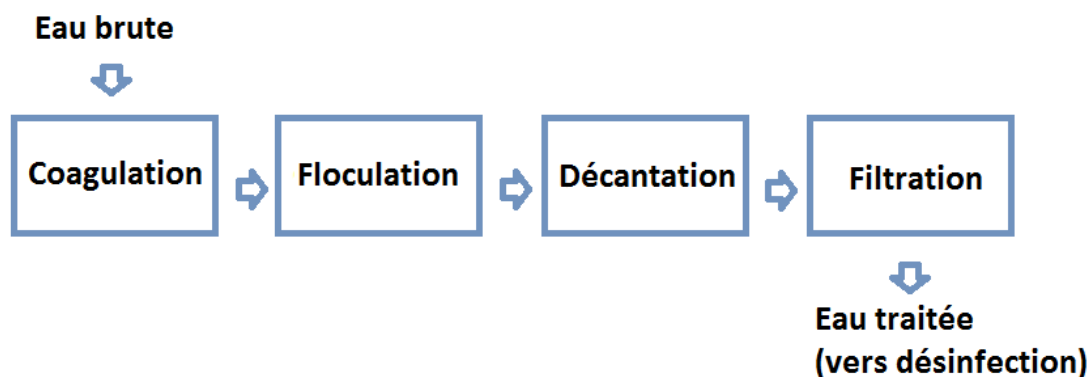 Eau brute
Coagulation
Floculation
Décantation
Filtration
Eau traitée
(vers désinfection)